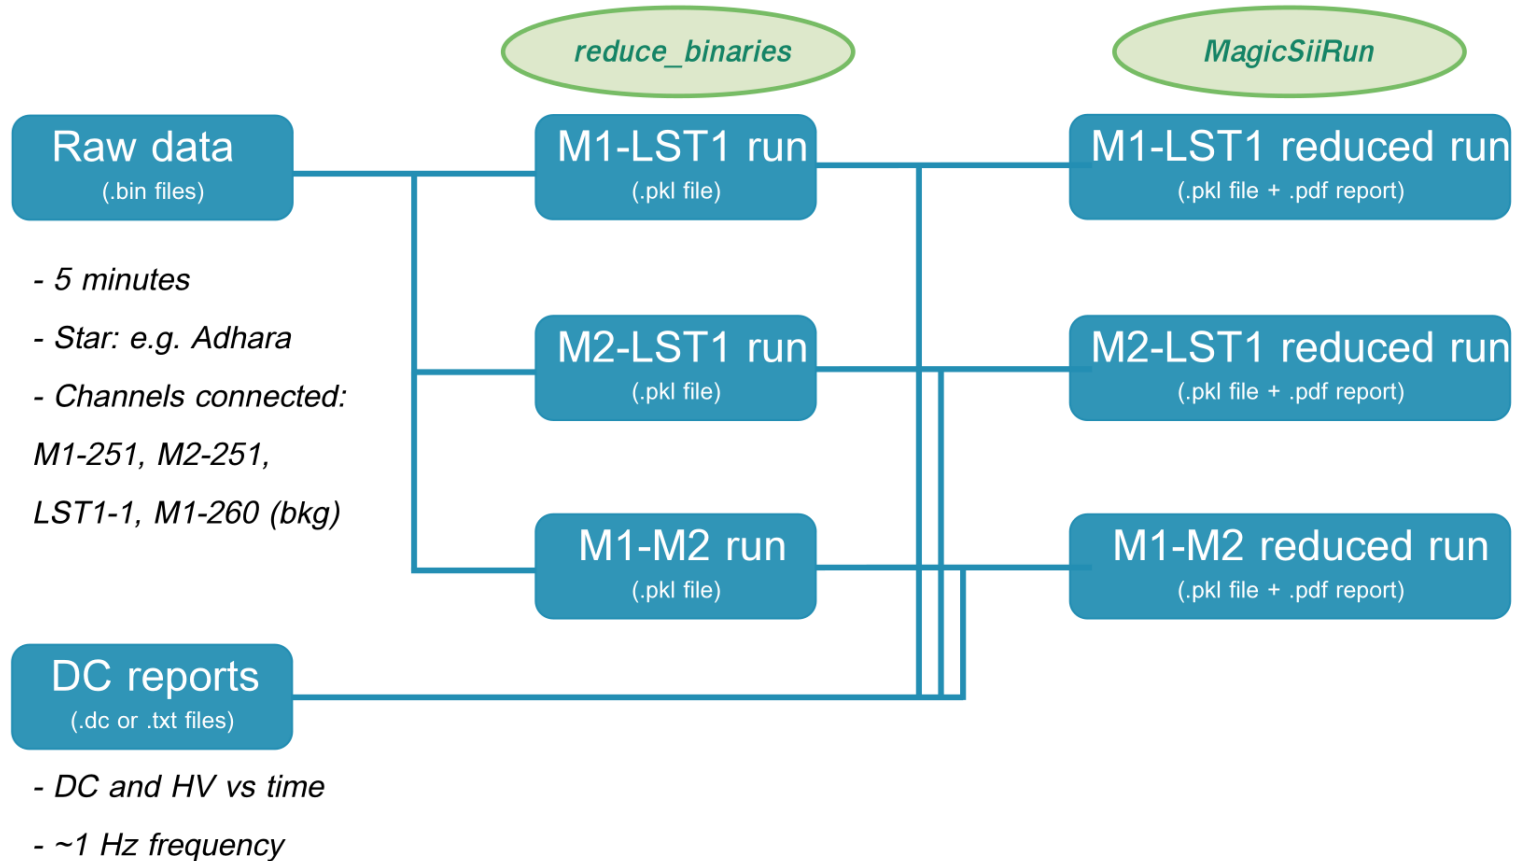 reduce_binaries
MagicSiiRun
Raw data
(.bin files)
M1-LST1 run
(.pkl file)
M1-LST1 reduced run
(.pkl file + .pdf report)
- 5 minutes
- Star: e.g. Adhara
- Channels connected:
M1-251, M2-251,
LST1-1, M1-260 (bkg)
M2-LST1 run
(.pkl file)
M2-LST1 reduced run
(.pkl file + .pdf report)
M1-M2 run
(.pkl file)
M1-M2 reduced run
(.pkl file + .pdf report)
DC reports
(.dc or .txt files)
- DC and HV vs time
- ~1 Hz frequency